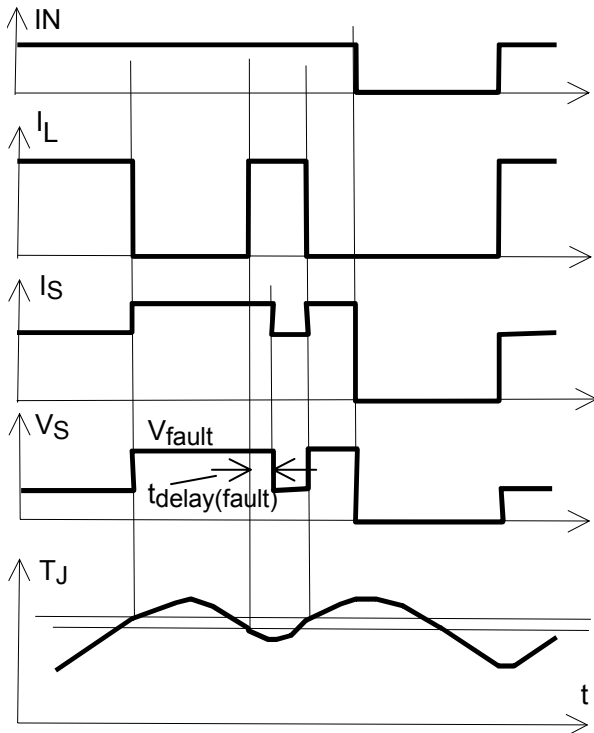 IN
I_L
I_S
V_S
V_fault
t_delay(fault)
T_J
t